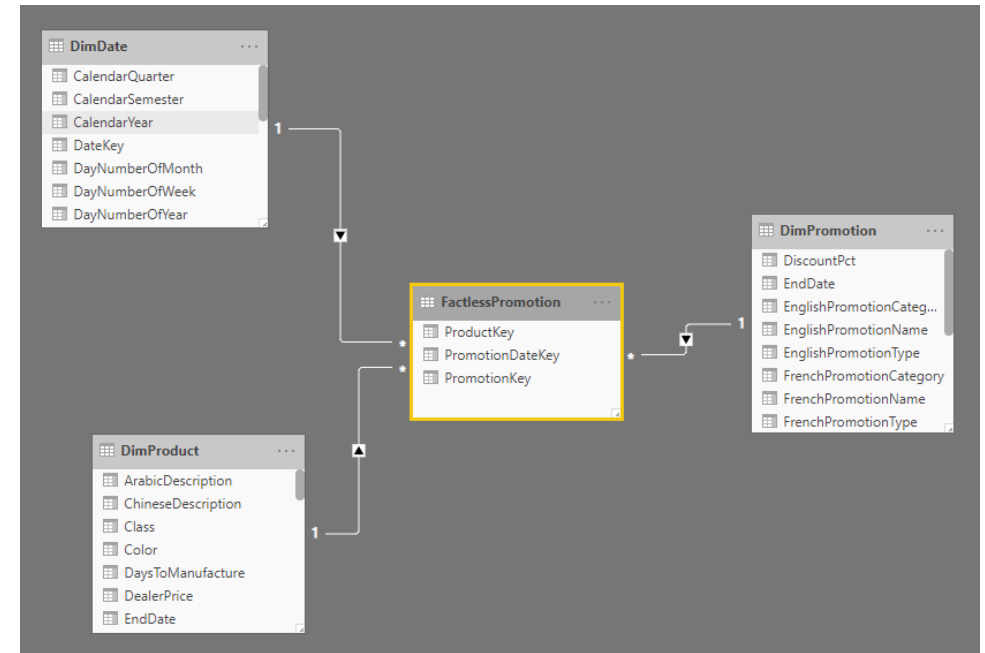 DimDate ...
CalendarQuarter
CalendarSemester
CalendarYear
DateKey
DayNumberOfMonth
DayNumberOfWeek
DayNumberOfYear
1
DimPromotion ...
DiscountPct
EndDate
EnglishPromotionCateg...
EnglishPromotionName
EnglishPromotionType
FrenchPromotionCategory
FrenchPromotionName
FrenchPromotionType
1
FactlessPromotion ...
ProductKey
PromotionDateKey
PromotionKey
*
*
*
DimProduct ...
ArabicDescription
ChineseDescription
Class
Color
DaysToManufacture
DealerPrice
EndDate
1